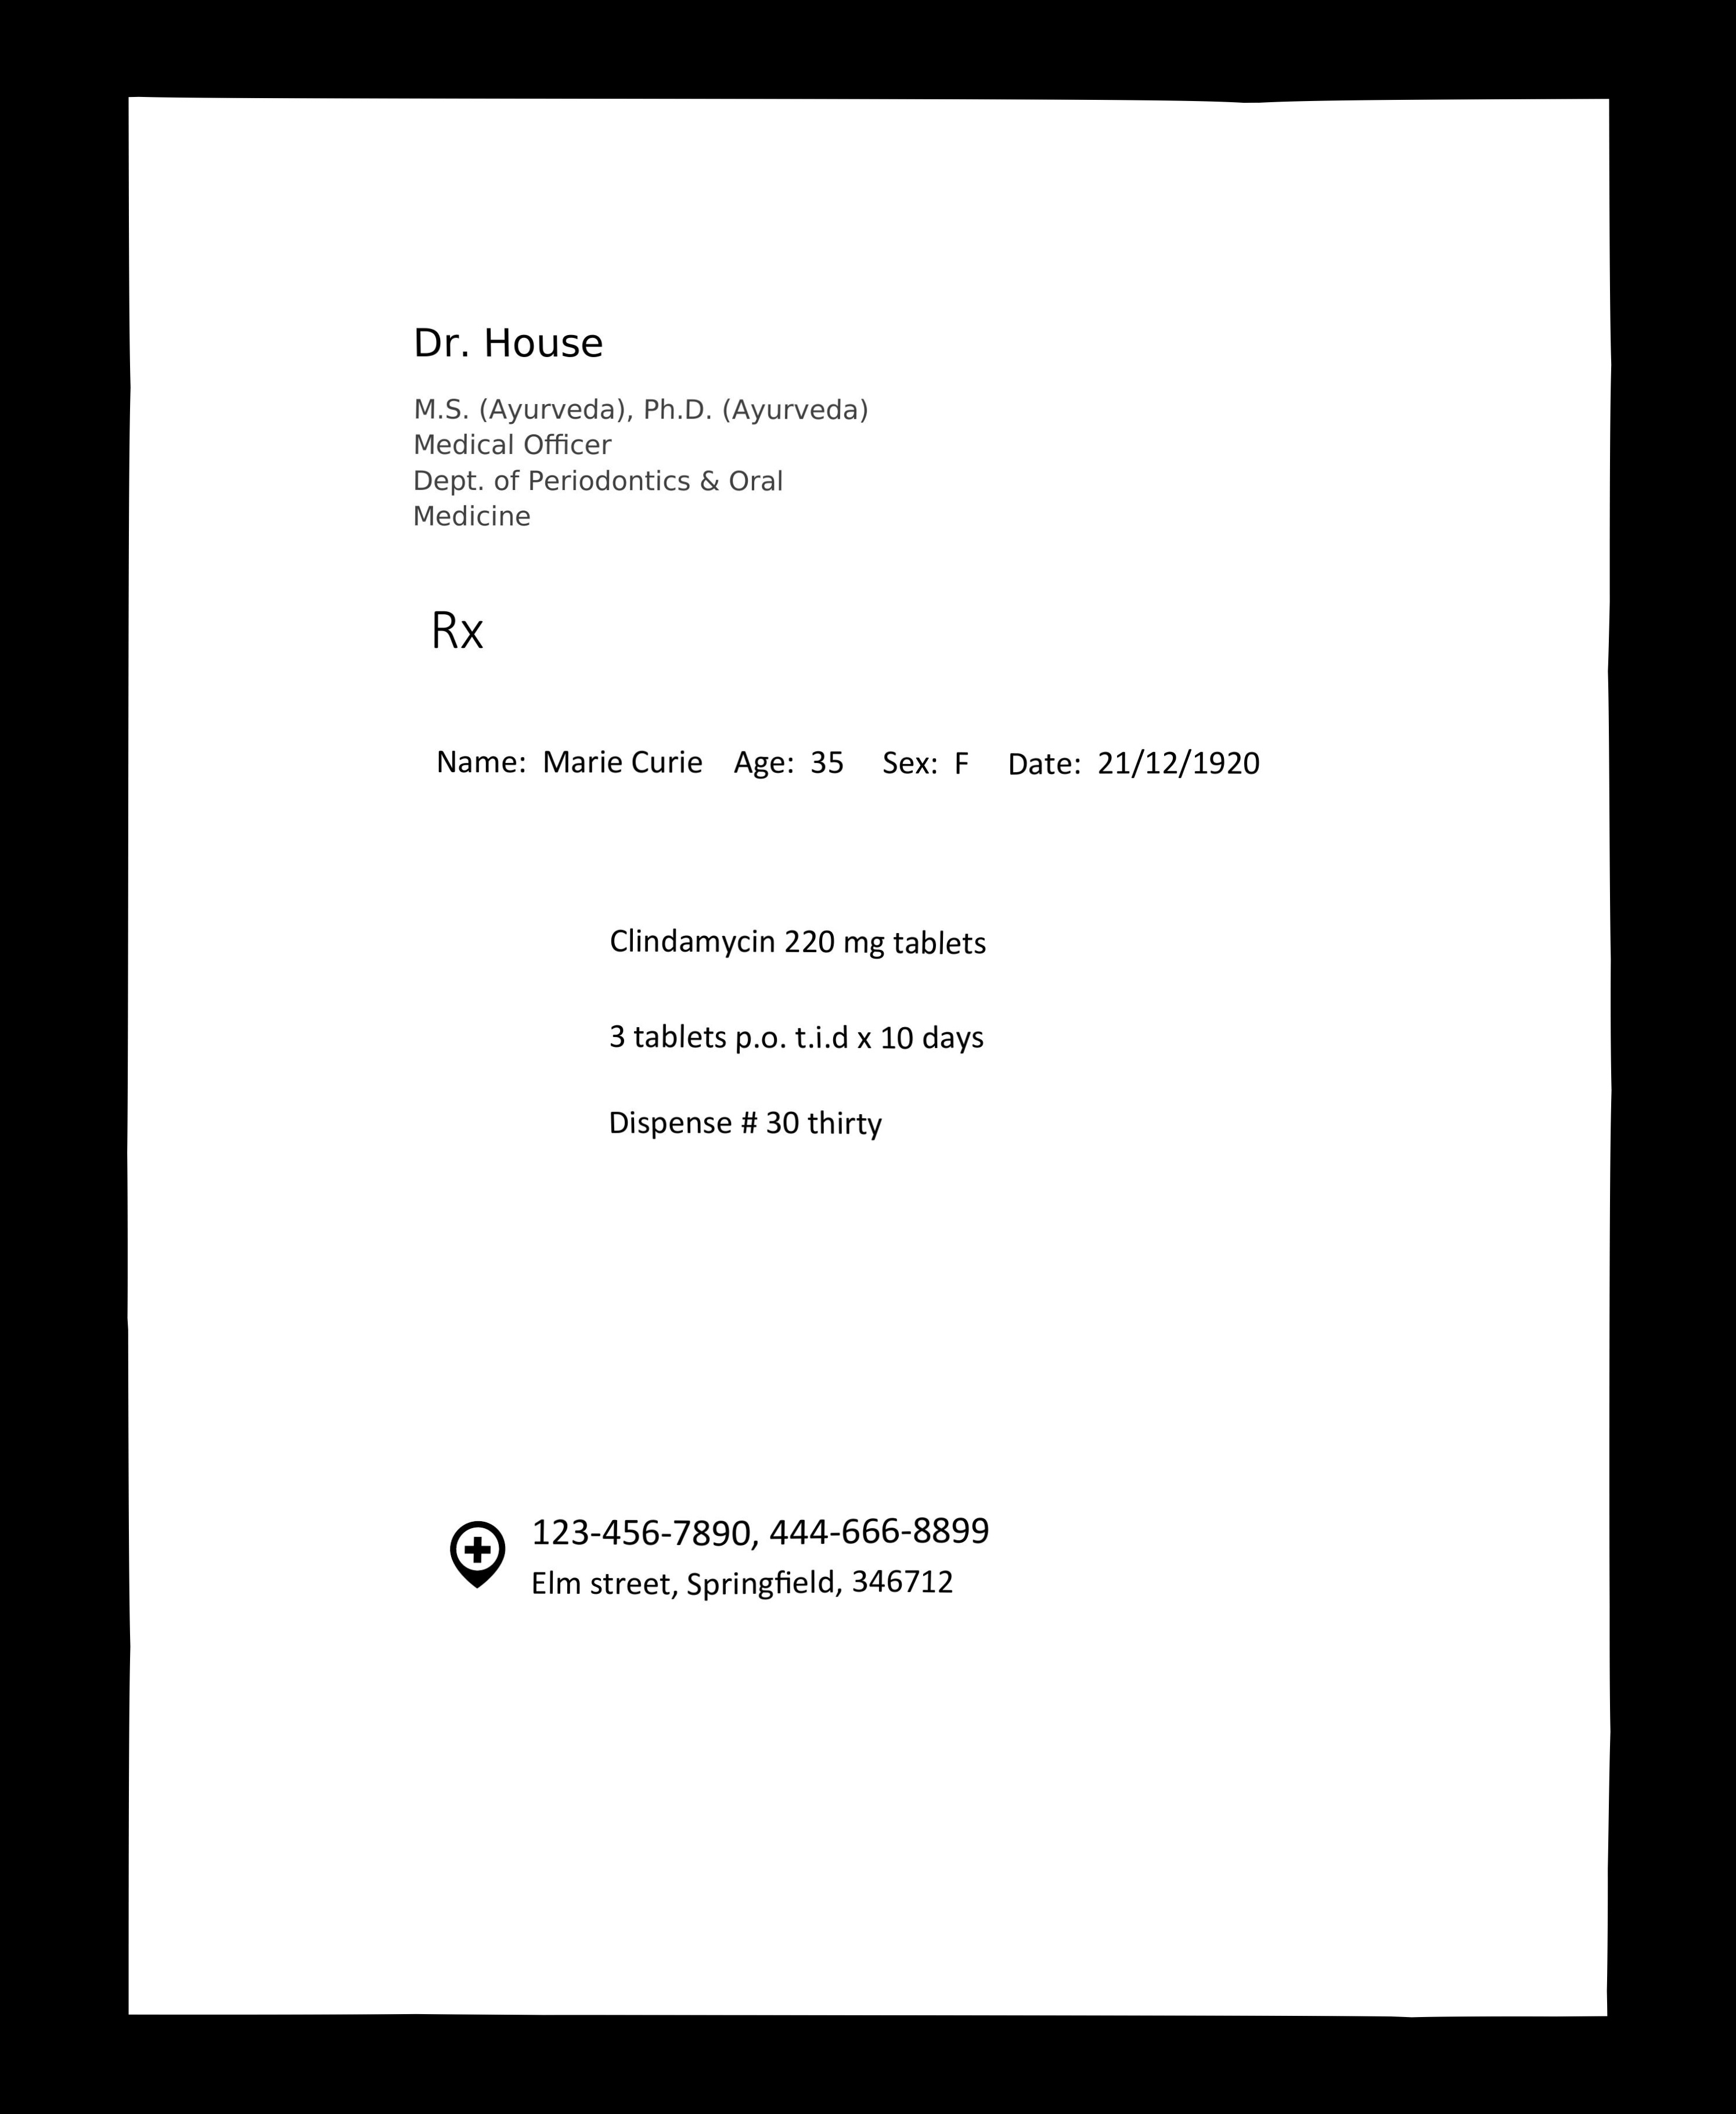 Dr. House
M.S. (Ayurveda), Ph.D. (Ayurveda)
Medical Officer
Dept. of Periodontics & Oral
Medicine
Rx
Name: Marie Curie Age: 35 Sex: F Date: 21/12/1920
Clindamycin 220 mg tablets
3 tablets p.o. t.i.d x 10 days
Dispense # 30 thirty
123-456-7890, 444-666-8899
Elm street, Springfield, 346712